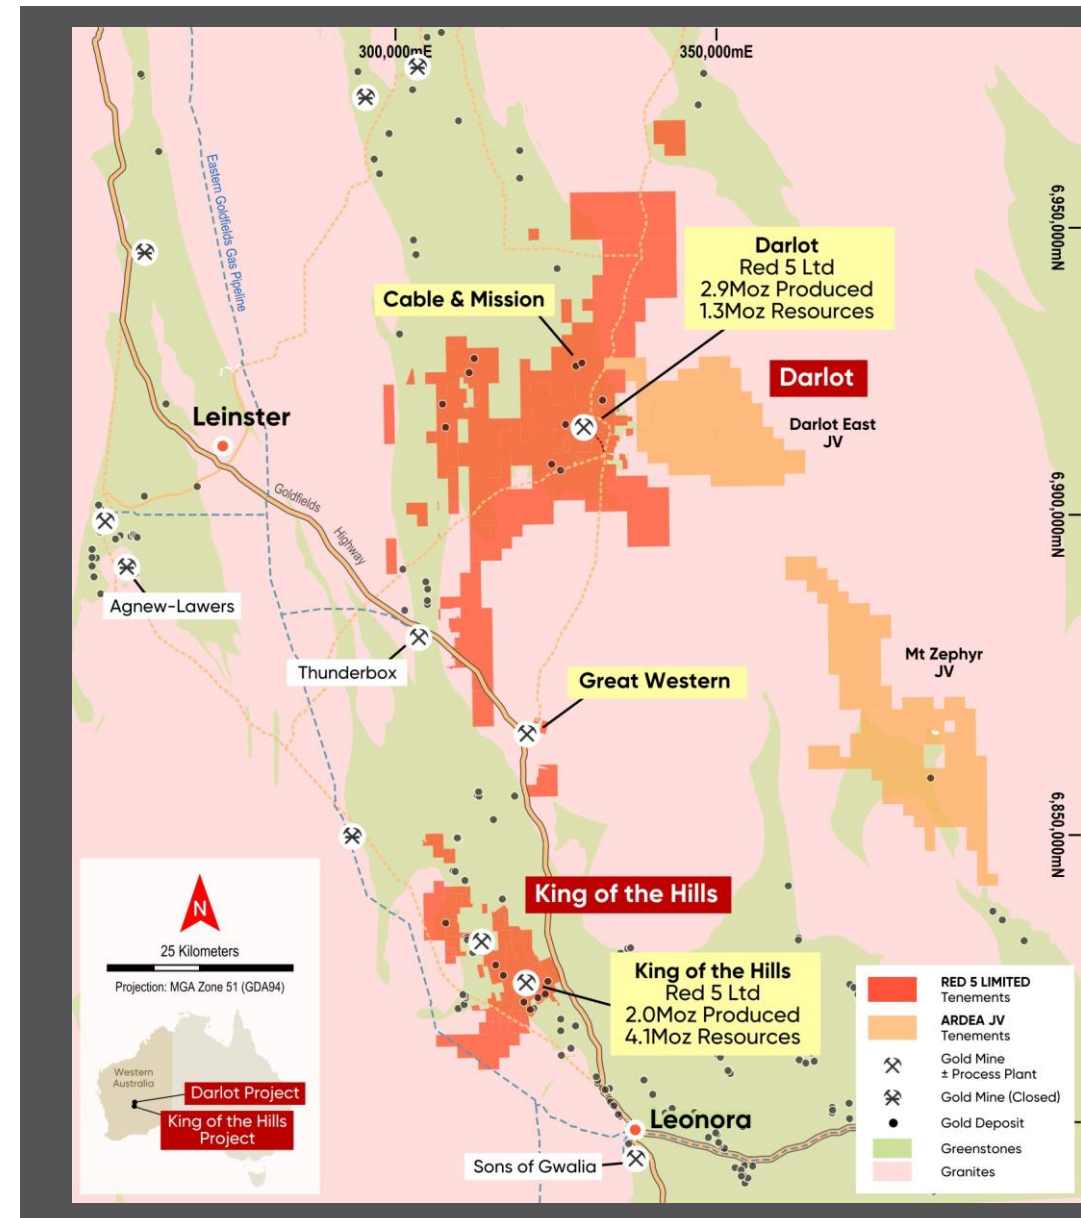 300,000mE
350,000mE
6,950,000mN
6,900,000mN
6,850,000mN
Eastern Goldfields Gas Pipeline
Cable & Mission
Darlot
Red 5 Ltd
2.9Moz Produced
1.3Moz Resources
Darlot
Darlot East
JV
Leinster
Goldfields
Highway
Agnew-Lawers
Thunderbox
Great Western
Mt Zephyr
JV
King of the Hills
King of the Hills
Red 5 Ltd
2.0Moz Produced
4.1Moz Resources
Leonora
Sons of Gwalia
N
25 Kilometers
Projection: MGA Zone 51 (GDA94)
Western
Australia
Darlot Project
King of the Hills
Project
RED 5 LIMITED
Tenements
ARDEA JV
Tenements
Gold Mine
± Process Plant
Gold Mine (Closed)
Gold Deposit
Greenstones
Granites